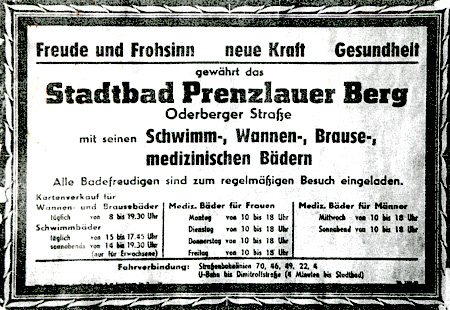 Freude und Frohsinn neue Kraft Gesundheit
gewährt das
Stadtbad Prenzlauer Berg
Oderberger Straße
mit seinen Schwimm-, Wannen-, Brause-,
medizinischen Bädern
Alle Badefreudigen sind zum regelmäßigen Besuch eingeladen.
Kartenverkauf für
Wannen- und Brausebäder
täglich von 8 bis 19.30 Uhr
Schwimmbäder
täglich von 15 bis 17.45 Uhr
sonnabends von 14 bis 19.30 Uhr
(nur für Erwachsene)
Mediz. Bäder für Frauen
Montag von 10 bis 18 Uhr
Dienstag von 10 bis 18 Uhr
Donnerstag von 10 bis 18 Uhr
Freitag von 10 bis 18 Uhr
Mediz. Bäder für Männer
Mittwoch von 10 bis 18 Uhr
Sonnabend von 10 bis 18 Uhr
Fahrverbindung: Straßenbahnlinien 70, 46, 49, 22, 4
U-Bahn bis Dimitroffstraße (4 Minuten bis Stadtbad)